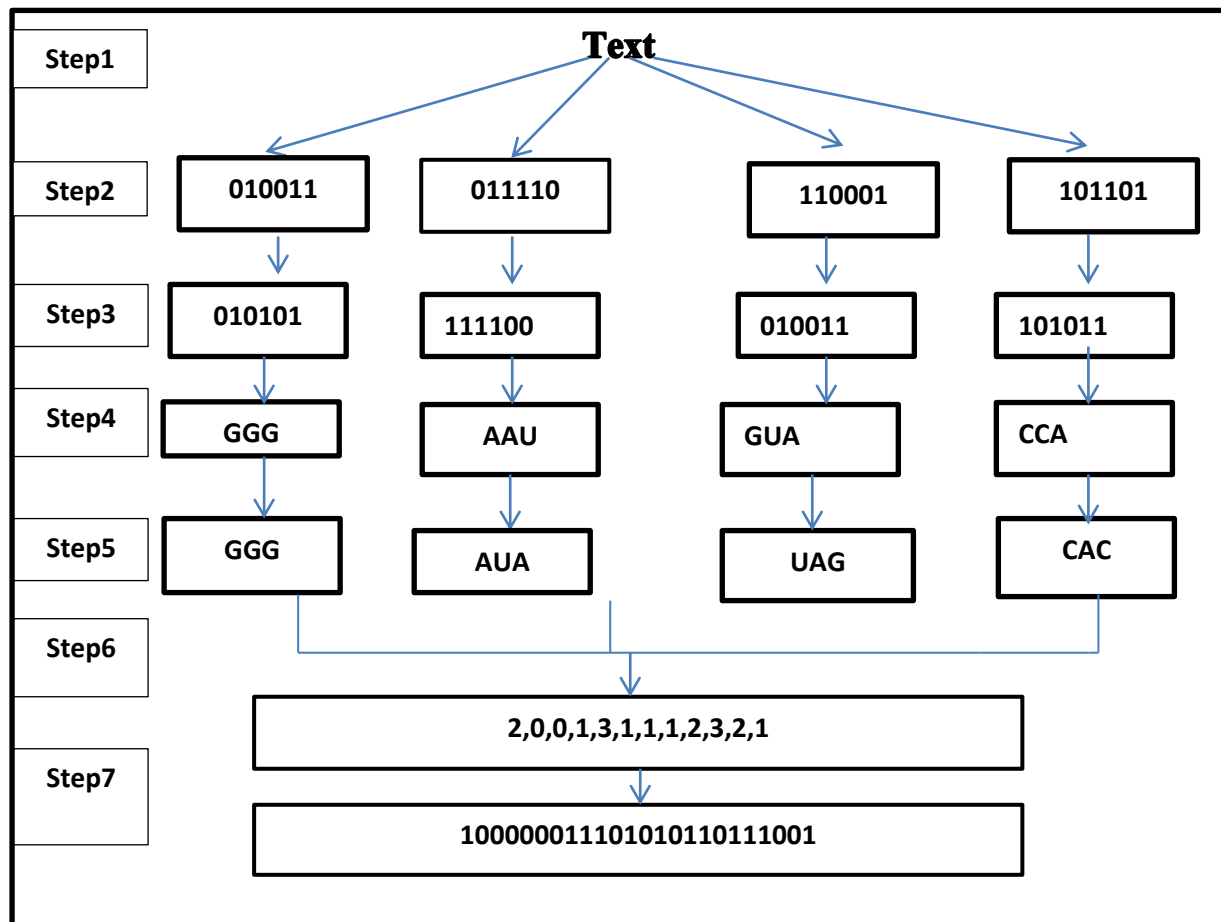 Step1
Text
Step2
010011
011110
110001
101101
Step3
010101
111100
010011
101011
Step4
GGG
AAU
GUA
CCA
Step5
GGG
AUA
UAG
CAC
Step6
2,0,0,1,3,1,1,1,2,3,2,1
Step7
100000011101010110111001